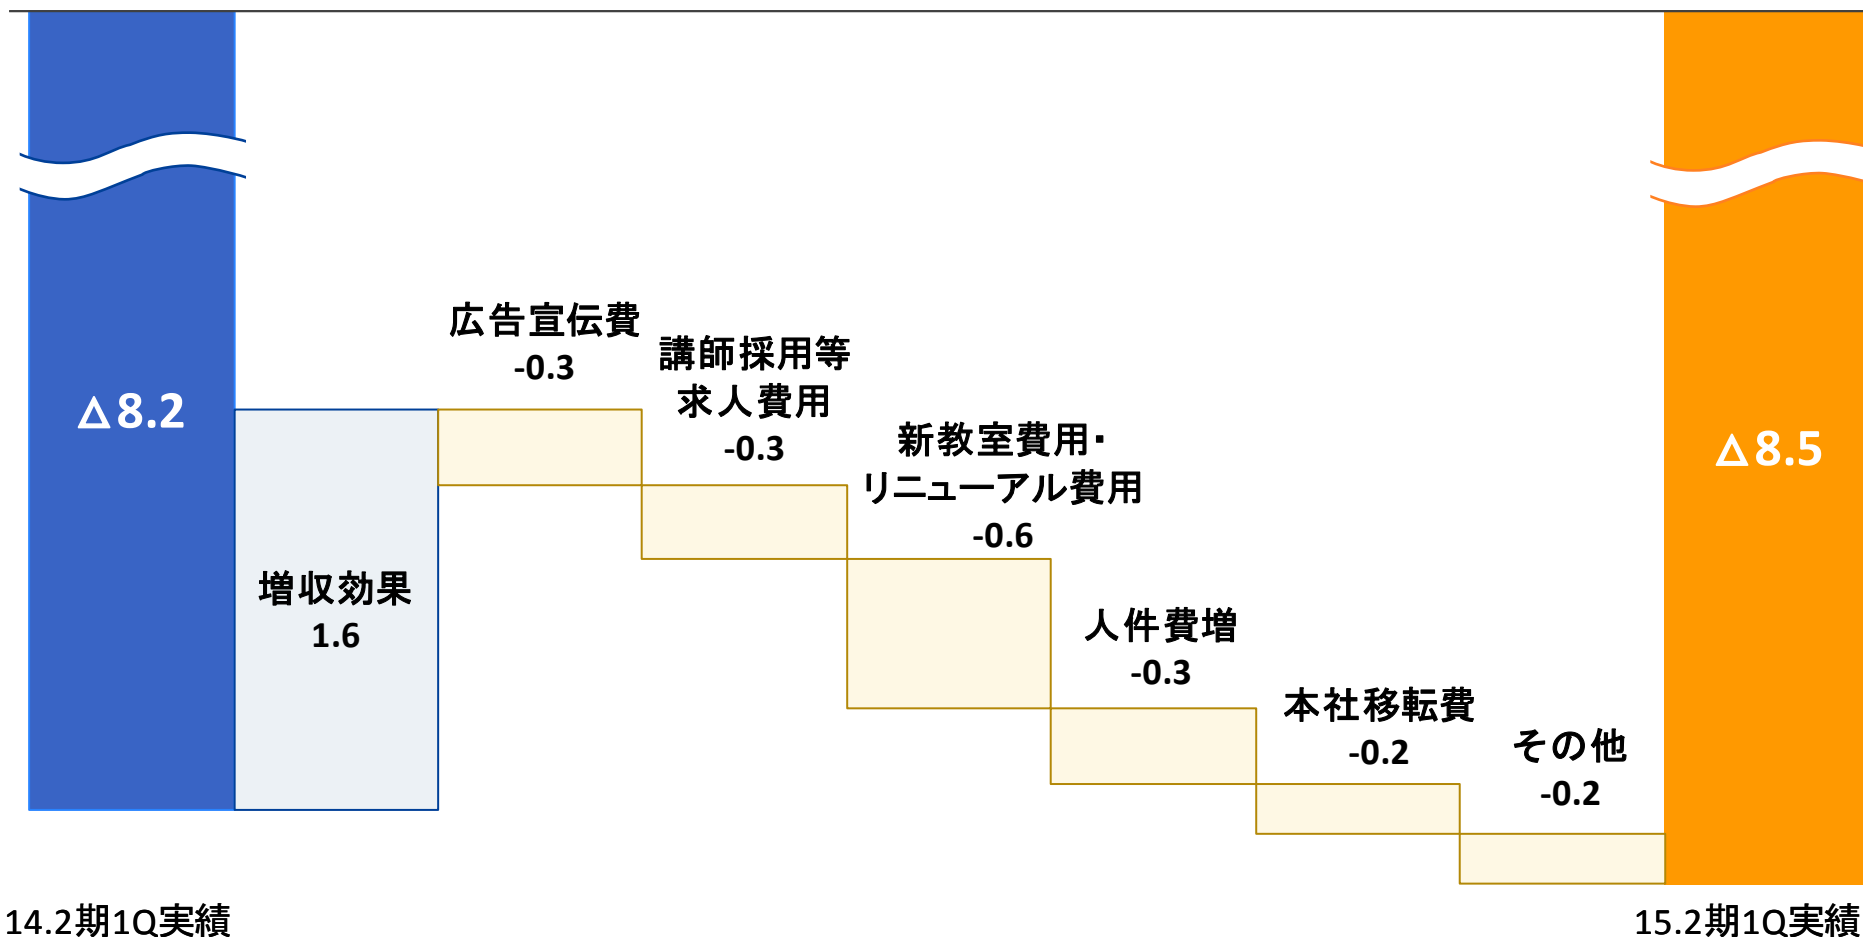 △8.2
増収効果
1.6
広告宣伝費
-0.3
講師採用等
求人費用
-0.3
新教室費用・
リニューアル費用
-0.6
人件費増
-0.3
本社移転費
-0.2
その他
-0.2
△8.5
14.2期1Q実績
15.2期1Q実績